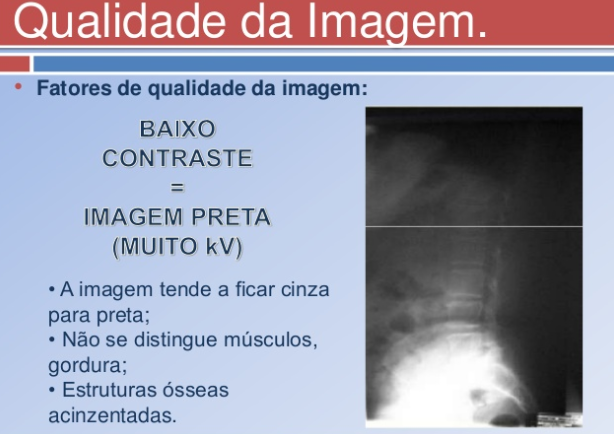 Qualidade da Imagem.
• Fatores de qualidade da imagem:
BAIXO
CONTRASTE
=
IMAGEM PRETA
(MUITO kV)
• A imagem tende a ficar cinza
para preta;
• Não se distingue músculos,
gordura;
• Estruturas ósseas
acinzentadas.